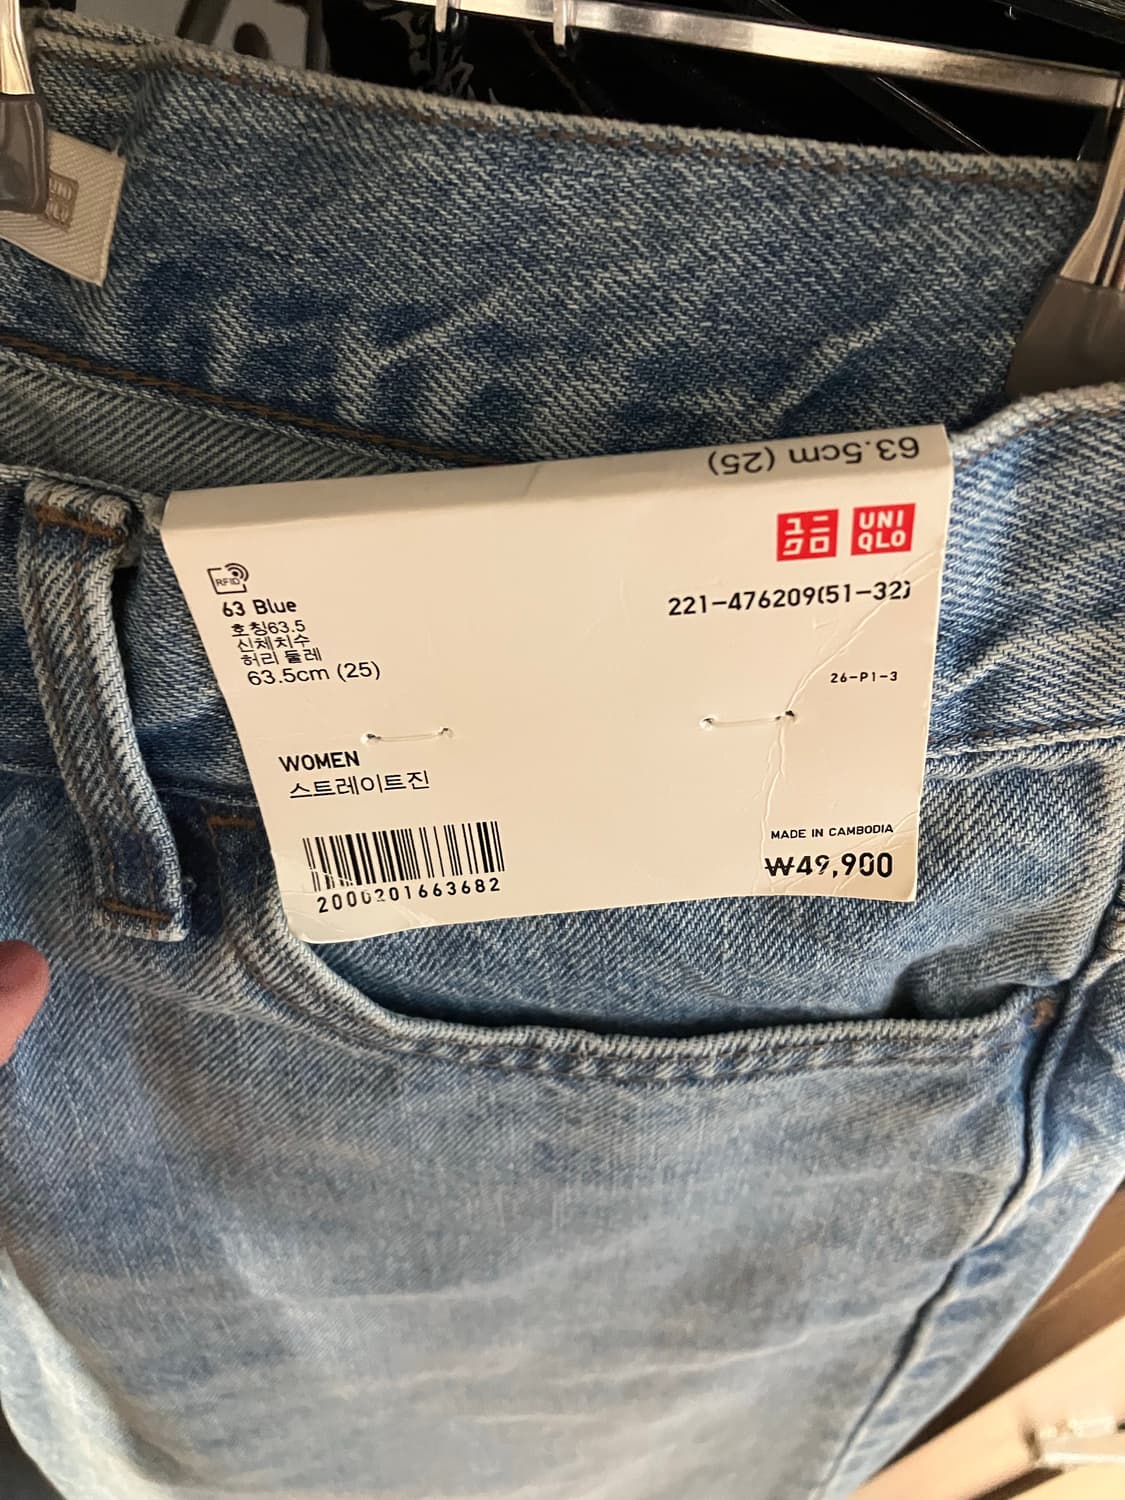 63.5cm (25)
ユニ
クロ
UNI
QLO
RFID
63 Blue
221-476209(51-32)
호칭63.5
신체치수
허리 둘레
63.5cm (25)
26-P1-3
WOMEN
스트레이트진
MADE IN CAMBODIA
₩49,900
2000201663682
UNI
QLO